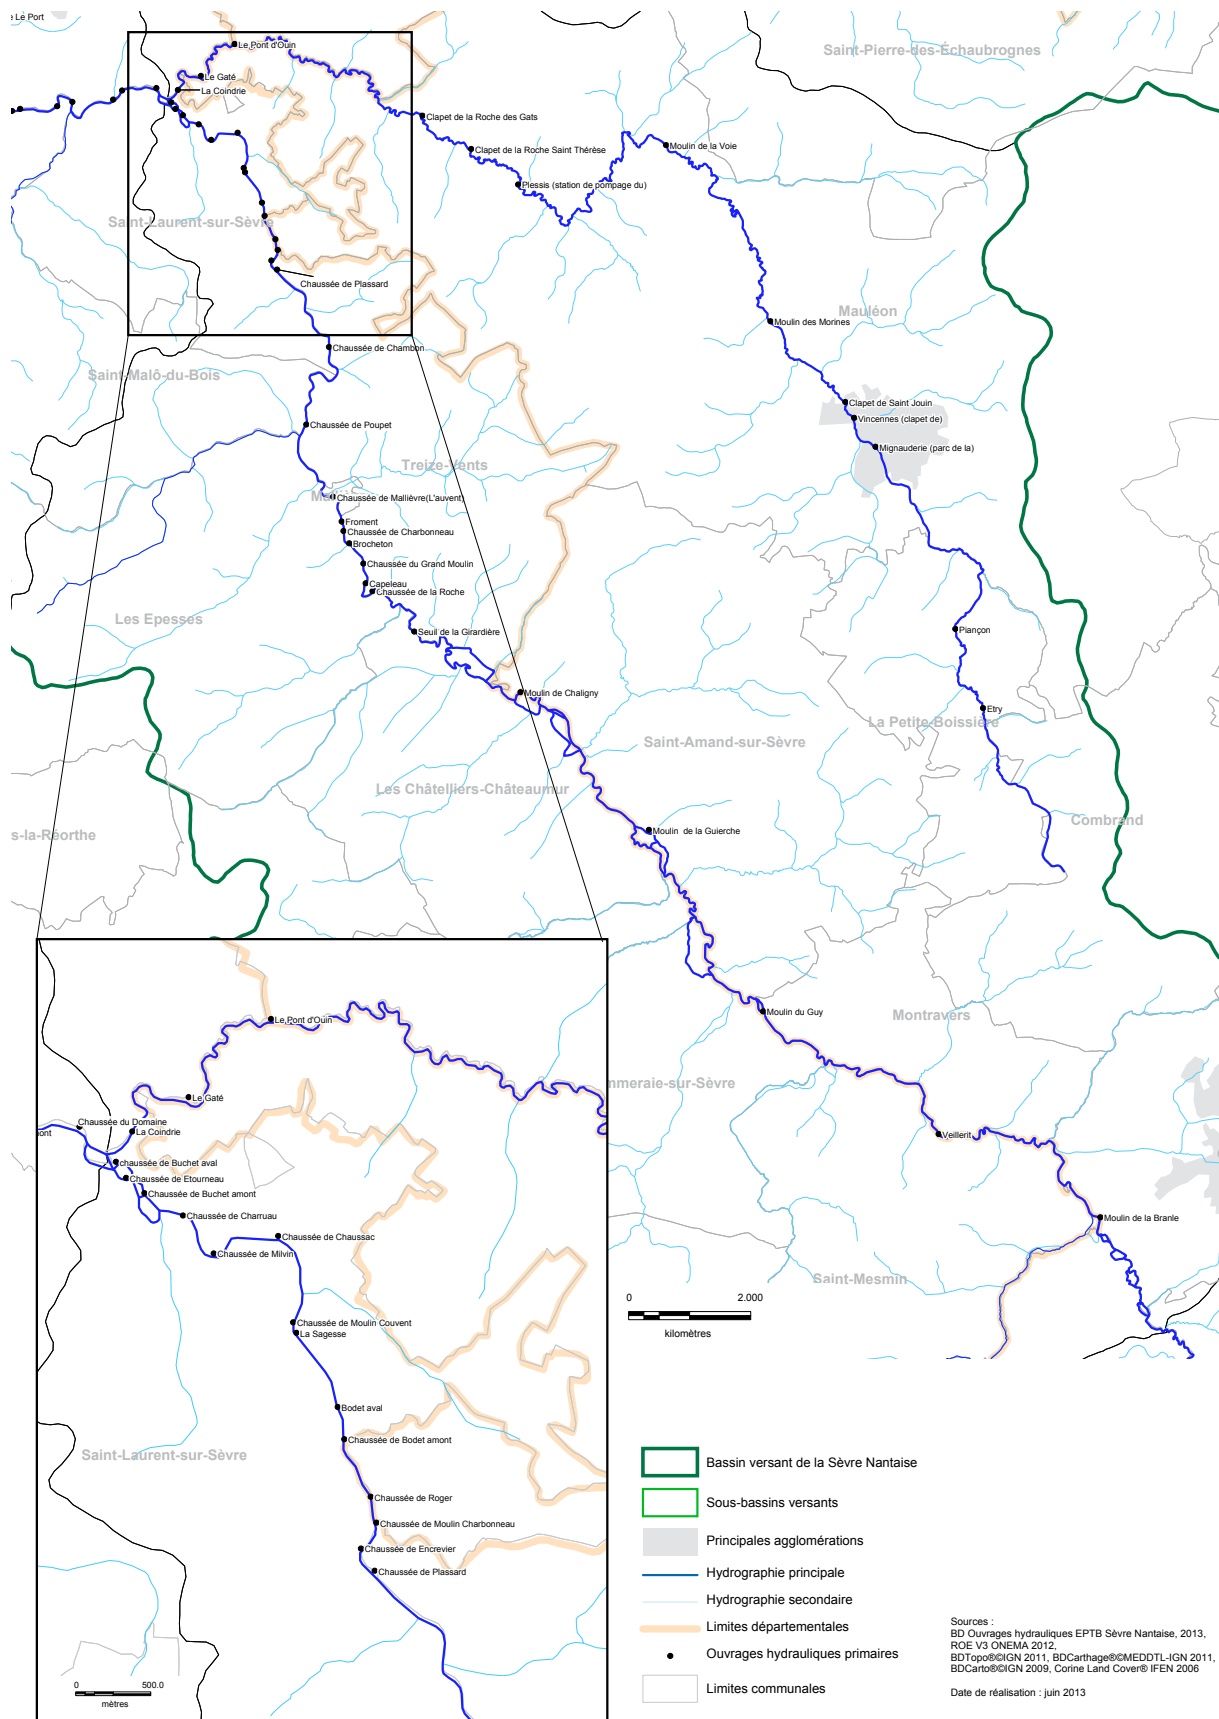 e Le Port
Le Pont d'Ouin
Saint-Pierre-des-Échaubrognes
Le Gaté
La Coindrie
Clapet de la Roche des Gats
Moulin de la Voie
Clapet de la Roche Saint Thérèse
Plessis (station de pompage du)
Saint-Laurent-sur-Sèvre
Chaussée de Plassard
Mauléon
Moulin des Morines
Chaussée de Chambon
Saint-Malô-du-Bois
Clapet de Saint Jouin
Vincennes (clapet de)
Chaussée de Poupet
Mignauderie (parc de la)
Treize-Vents
Chaussée de Mallièvre(L'auvent)
Froment
Chaussée de Charbonneau
Brocheton
Chaussée du Grand Moulin
Capeleau
Chaussée de la Roche
Les Epesses
Seuil de la Girardière
Piançon
Moulin de Chaligny
Etry
La Petite-Boissière
Saint-Amand-sur-Sèvre
Les Châtelliers-Châteaumur
s-la-Réorthe
Moulin de la Guierche
Combrand
Moulin du Guy
Montravers
mmeraie-sur-Sèvre
Veillerit
Moulin de la Branle
Saint-Mesmin
0 2.000
kilomètres
Le Pont d'Ouin
Le Gaté
Chaussée du Domaine
La Coindrie
ont
Chaussée de Buchet aval
Chaussée de Etourneau
Chaussée de Buchet amont
Chaussée de Charruau
Chaussée de Chaussac
Chaussée de Milvin
Chaussée de Moulin Couvent
La Sagesse
Bodet aval
Chaussée de Bodet amont
Saint-Laurent-sur-Sèvre
Chaussée de Roger
Chaussée de Moulin Charbonneau
Chaussée de Encrevier
Chaussée de Plassard
0 500.0
mètres
Bassin versant de la Sèvre Nantaise
Sous-bassins versants
Principales agglomérations
Hydrographie principale
Hydrographie secondaire
Limites départementales
Ouvrages hydrauliques primaires
Limites communales
Sources :
BD Ouvrages hydrauliques EPTB Sèvre Nantaise, 2013,
ROE V3 ONEMA 2012,
BDTopo®©IGN 2011, BDCarthage®©MEDDTL-IGN 2011,
BDCarto®©IGN 2009, Corine Land Cover® IFEN 2006
Date de réalisation : juin 2013